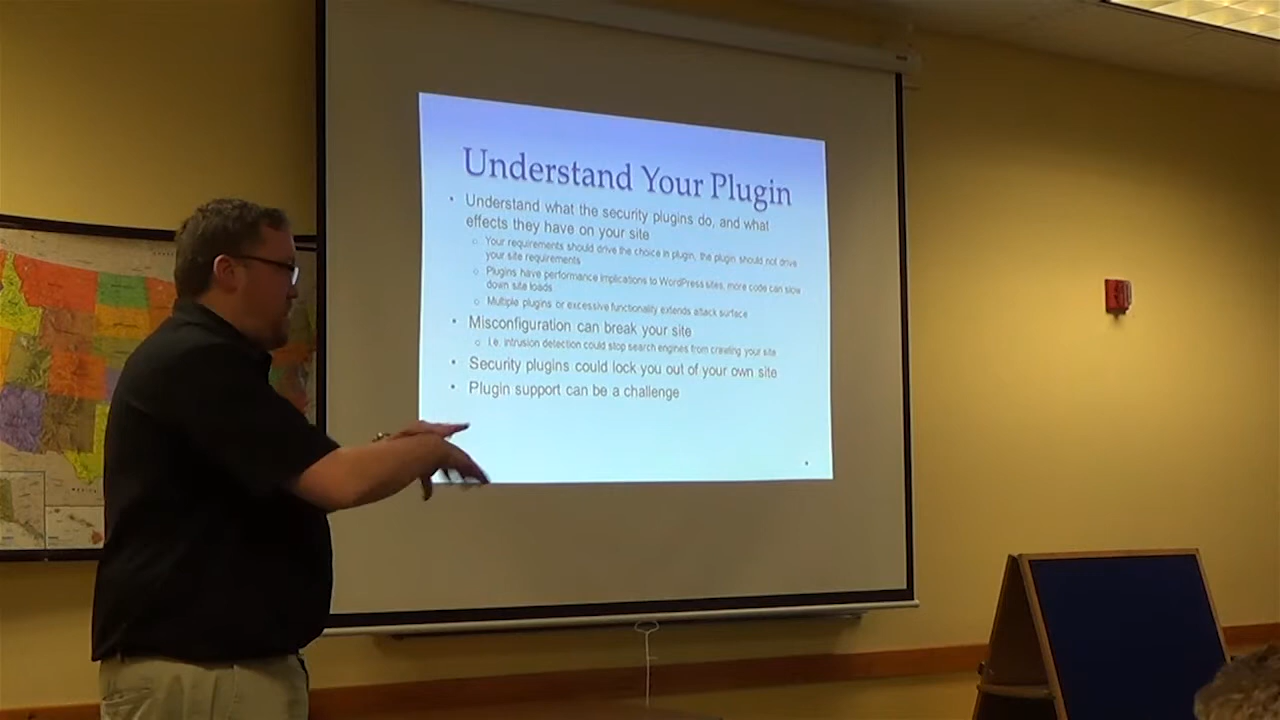 Understand Your Plugin
• Understand what the security plugins do, and what
effects they have on your site
○ Your requirements should drive the choice in plugin, the plugin should not drive
your site requirements
○ Plugins have performance implications to WordPress sites, more code can slow
down site loads
○ Multiple plugins or excessive functionality extends attack surface
• Misconfiguration can break your site
○ I.e. intrusion detection could stop search engines from crawling your site
• Security plugins could lock you out of your own site
• Plugin support can be a challenge